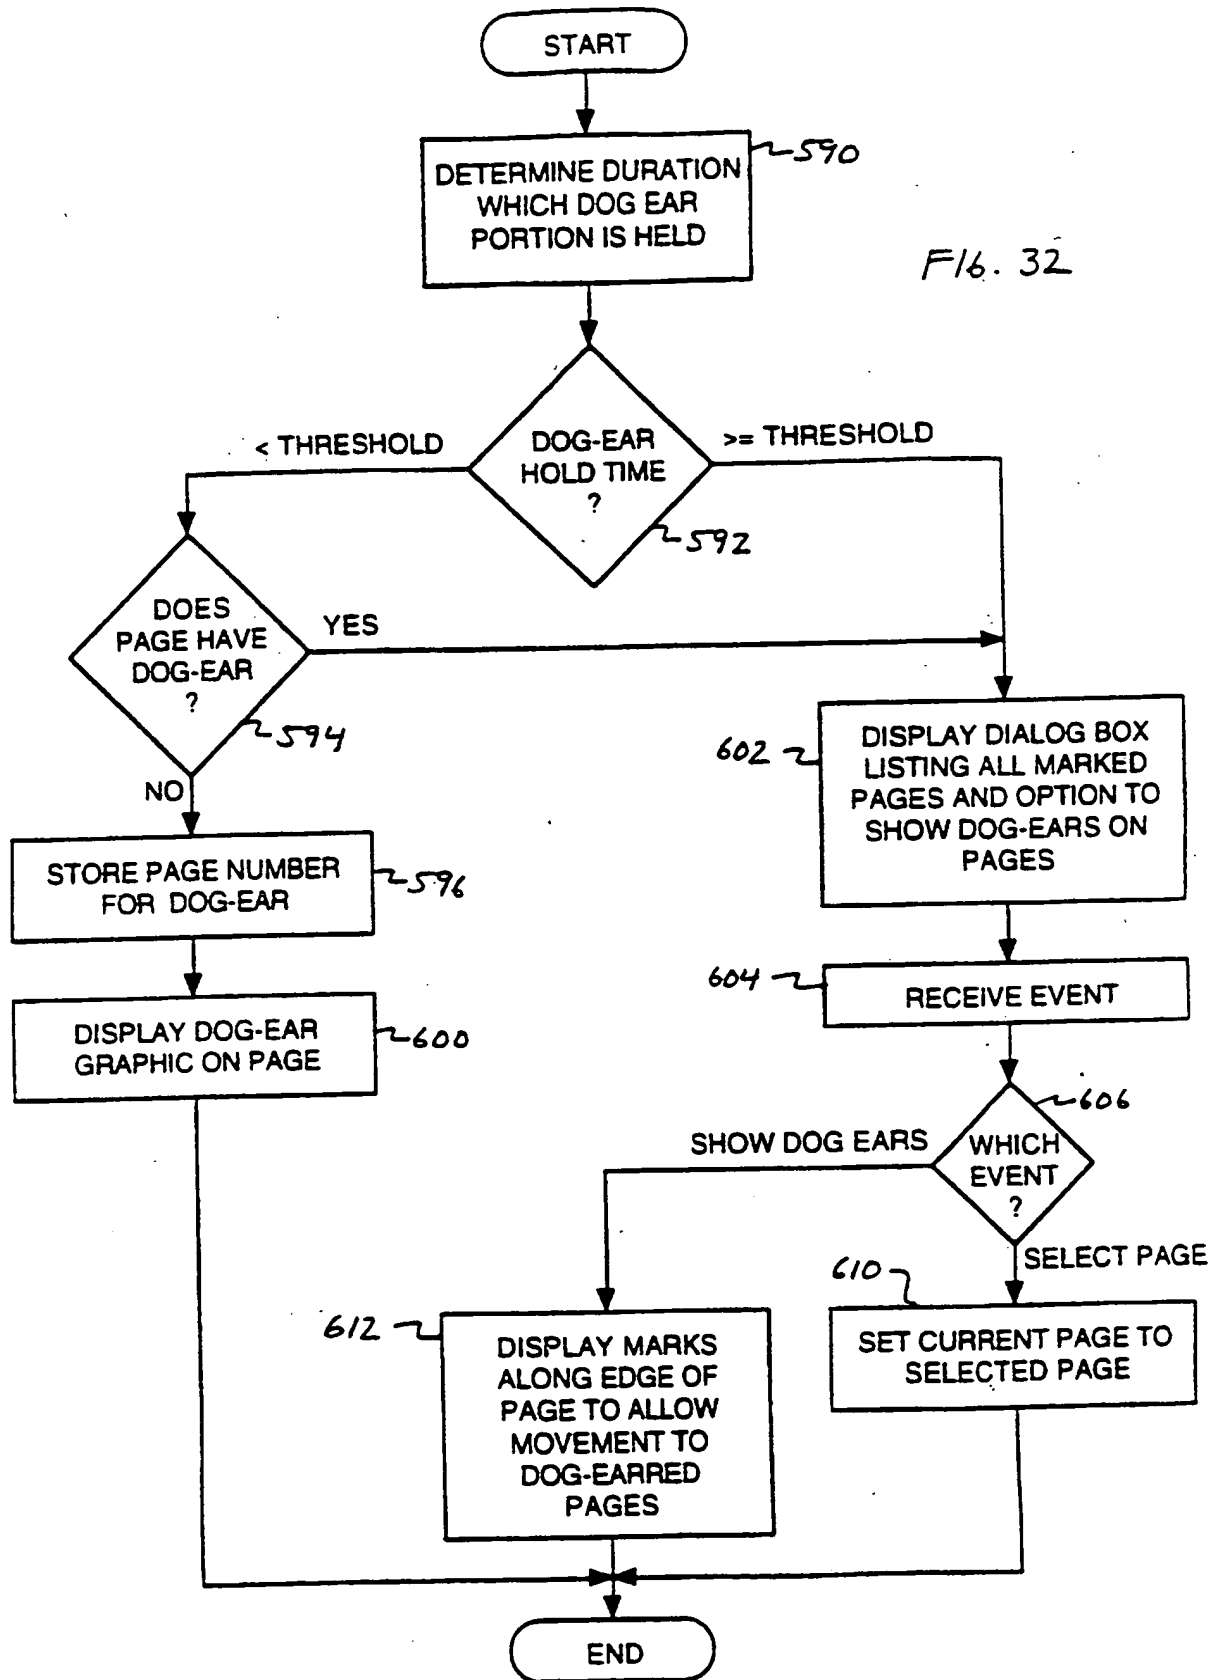 START
590
DETERMINE DURATION
WHICH DOG EAR
PORTION IS HELD
FIG. 32
< THRESHOLD
DOG-EAR
HOLD TIME
?
>= THRESHOLD
592
DOES
PAGE HAVE
DOG-EAR
?
YES
594
NO
602
DISPLAY DIALOG BOX
LISTING ALL MARKED
PAGES AND OPTION TO
SHOW DOG-EARS ON
PAGES
STORE PAGE NUMBER
FOR DOG-EAR
596
604
RECEIVE EVENT
DISPLAY DOG-EAR
GRAPHIC ON PAGE
600
606
SHOW DOG EARS
WHICH
EVENT
?
SELECT PAGE
610
SET CURRENT PAGE TO
SELECTED PAGE
612
DISPLAY MARKS
ALONG EDGE OF
PAGE TO ALLOW
MOVEMENT TO
DOG-EARRED
PAGES
END